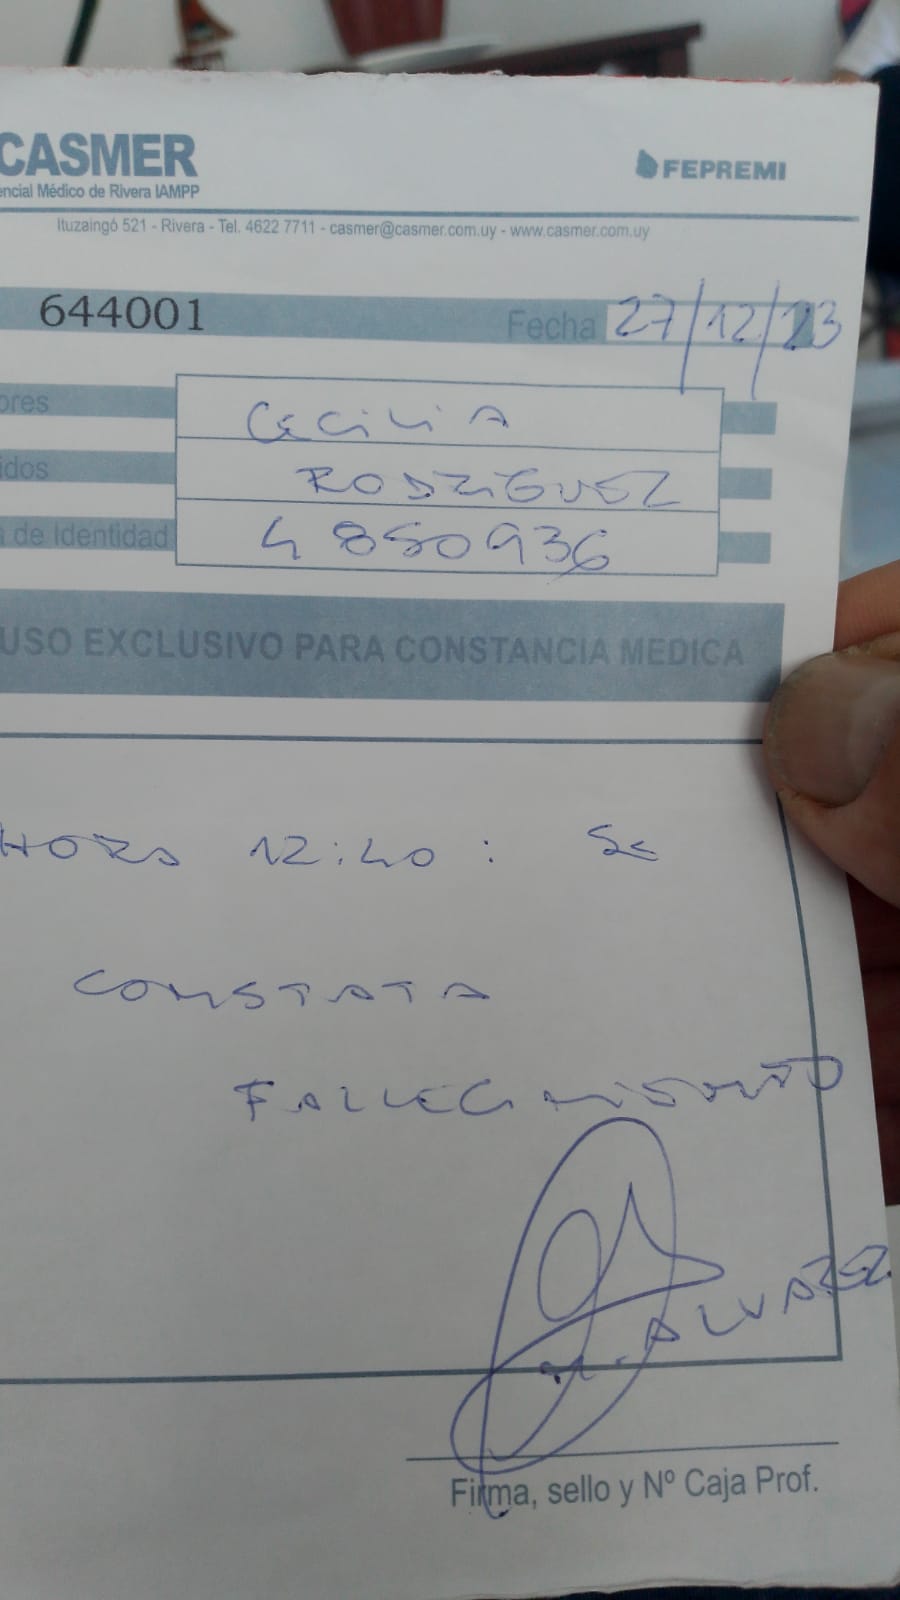 CASMER
encial Médico de Rivera IAMPP
FEPREMI
Ituzaingó 521 - Rivera - Tel. 4622 7711 - casmer@casmer.com.uy - www.casmer.com.uy
644001
Fecha 27/12/23
ores CECILIA
idos RODRIGUEZ
a de Identidad 4850936
USO EXCLUSIVO PARA CONSTANCIA MEDICA
HORA 12:40 : SE
CONSTATA
FALLECIMIENTO
ALVAREZ
Firma, sello y Nº Caja Prof.